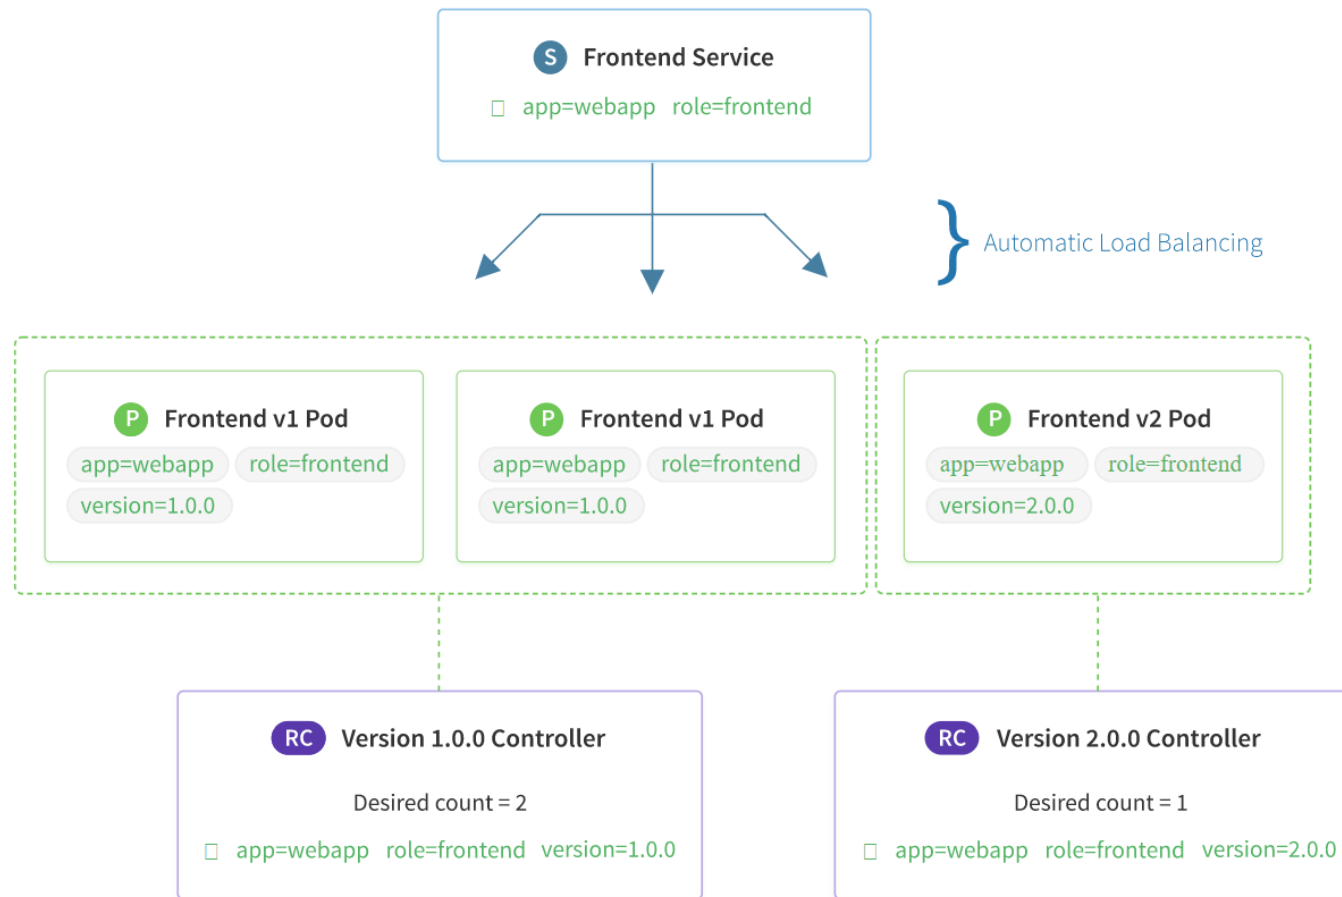 S Frontend Service
app=webapp role=frontend
Automatic Load Balancing
P Frontend v1 Pod
app=webapp role=frontend
version=1.0.0
P Frontend v1 Pod
app=webapp role=frontend
version=1.0.0
P Frontend v2 Pod
app=webapp role=frontend
version=2.0.0
RC Version 1.0.0 Controller
Desired count = 2
app=webapp role=frontend version=1.0.0
RC Version 2.0.0 Controller
Desired count = 1
app=webapp role=frontend version=2.0.0